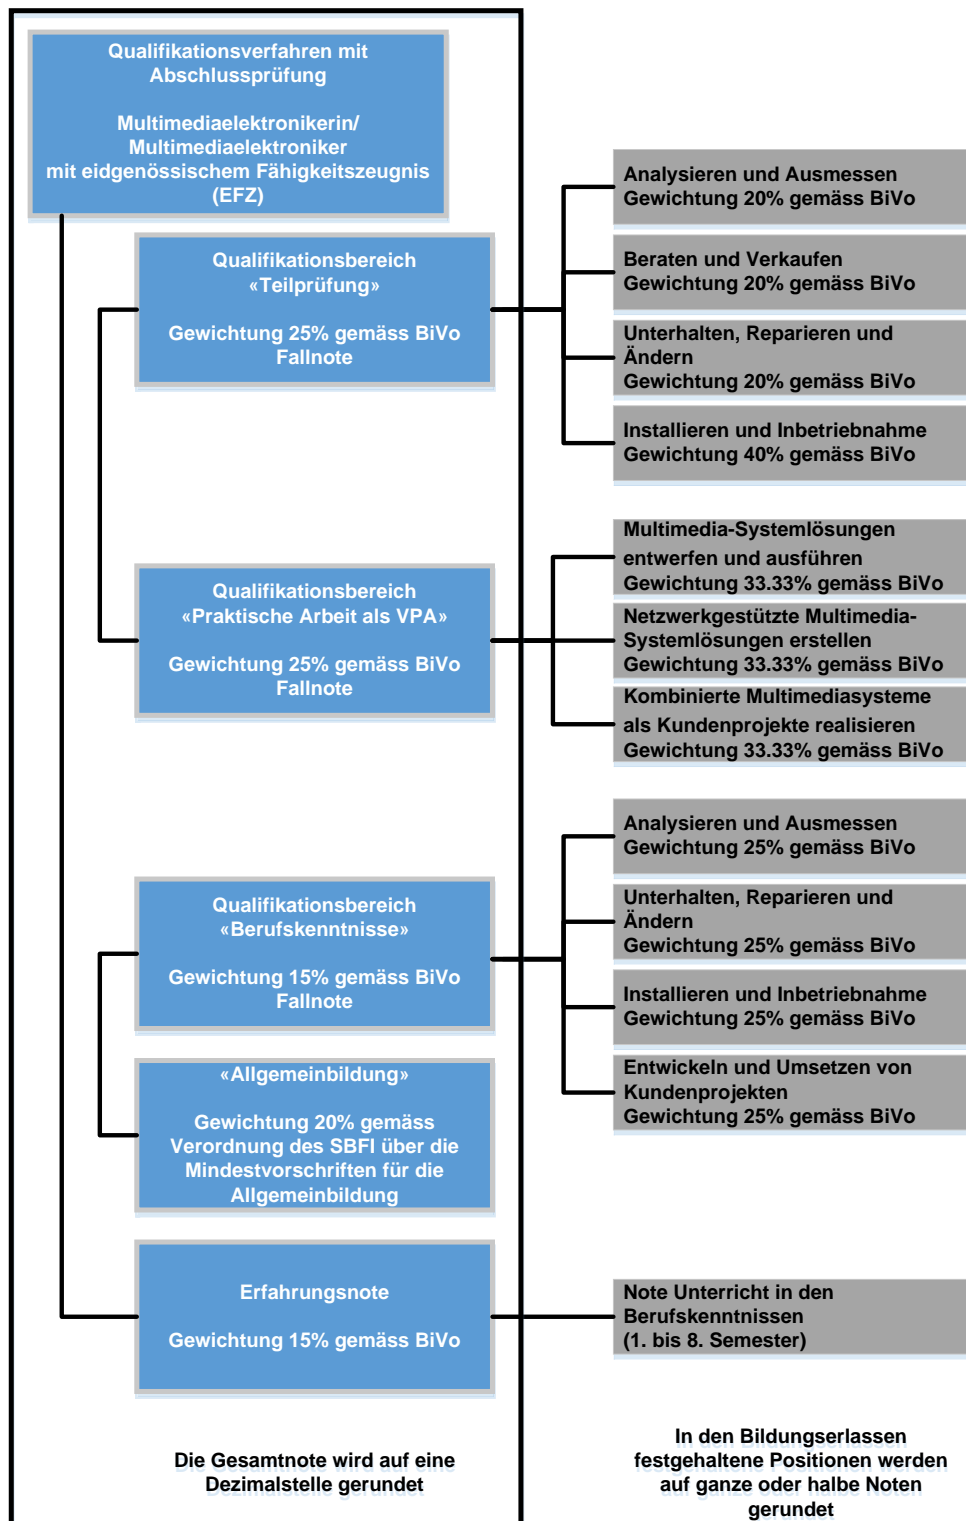 Qualifikationsverfahren mit
Abschlussprüfung
Multimediaelektronikerin/
Multimediaelektroniker
mit eidgenössischem Fähigkeitszeugnis
(EFZ)
Qualifikationsbereich
«Teilprüfung»
Gewichtung 25% gemäss BiVo
Fallnote
Analysieren und Ausmessen
Gewichtung 20% gemäss BiVo
Beraten und Verkaufen
Gewichtung 20% gemäss BiVo
Unterhalten, Reparieren und
Ändern
Gewichtung 20% gemäss BiVo
Installieren und Inbetriebnahme
Gewichtung 40% gemäss BiVo
Qualifikationsbereich
«Praktische Arbeit als VPA»
Gewichtung 25% gemäss BiVo
Fallnote
Multimedia-Systemlösungen
entwerfen und ausführen
Gewichtung 33.33% gemäss BiVo
Netzwerkgestützte Multimedia-
Systemlösungen erstellen
Gewichtung 33.33% gemäss BiVo
Kombinierte Multimediasysteme
als Kundenprojekte realisieren
Gewichtung 33.33% gemäss BiVo
Qualifikationsbereich
«Berufskenntnisse»
Gewichtung 15% gemäss BiVo
Fallnote
Analysieren und Ausmessen
Gewichtung 25% gemäss BiVo
Unterhalten, Reparieren und
Ändern
Gewichtung 25% gemäss BiVo
Installieren und Inbetriebnahme
Gewichtung 25% gemäss BiVo
Entwickeln und Umsetzen von
Kundenprojekten
Gewichtung 25% gemäss BiVo
«Allgemeinbildung»
Gewichtung 20% gemäss
Verordnung des SBFI über die
Mindestvorschriften für die
Allgemeinbildung
Erfahrungsnote
Gewichtung 15% gemäss BiVo
Note Unterricht in den
Berufskenntnissen
(1. bis 8. Semester)
Die Gesamtnote wird auf eine
Dezimalstelle gerundet
In den Bildungserlassen
festgehaltene Positionen werden
auf ganze oder halbe Noten
gerundet